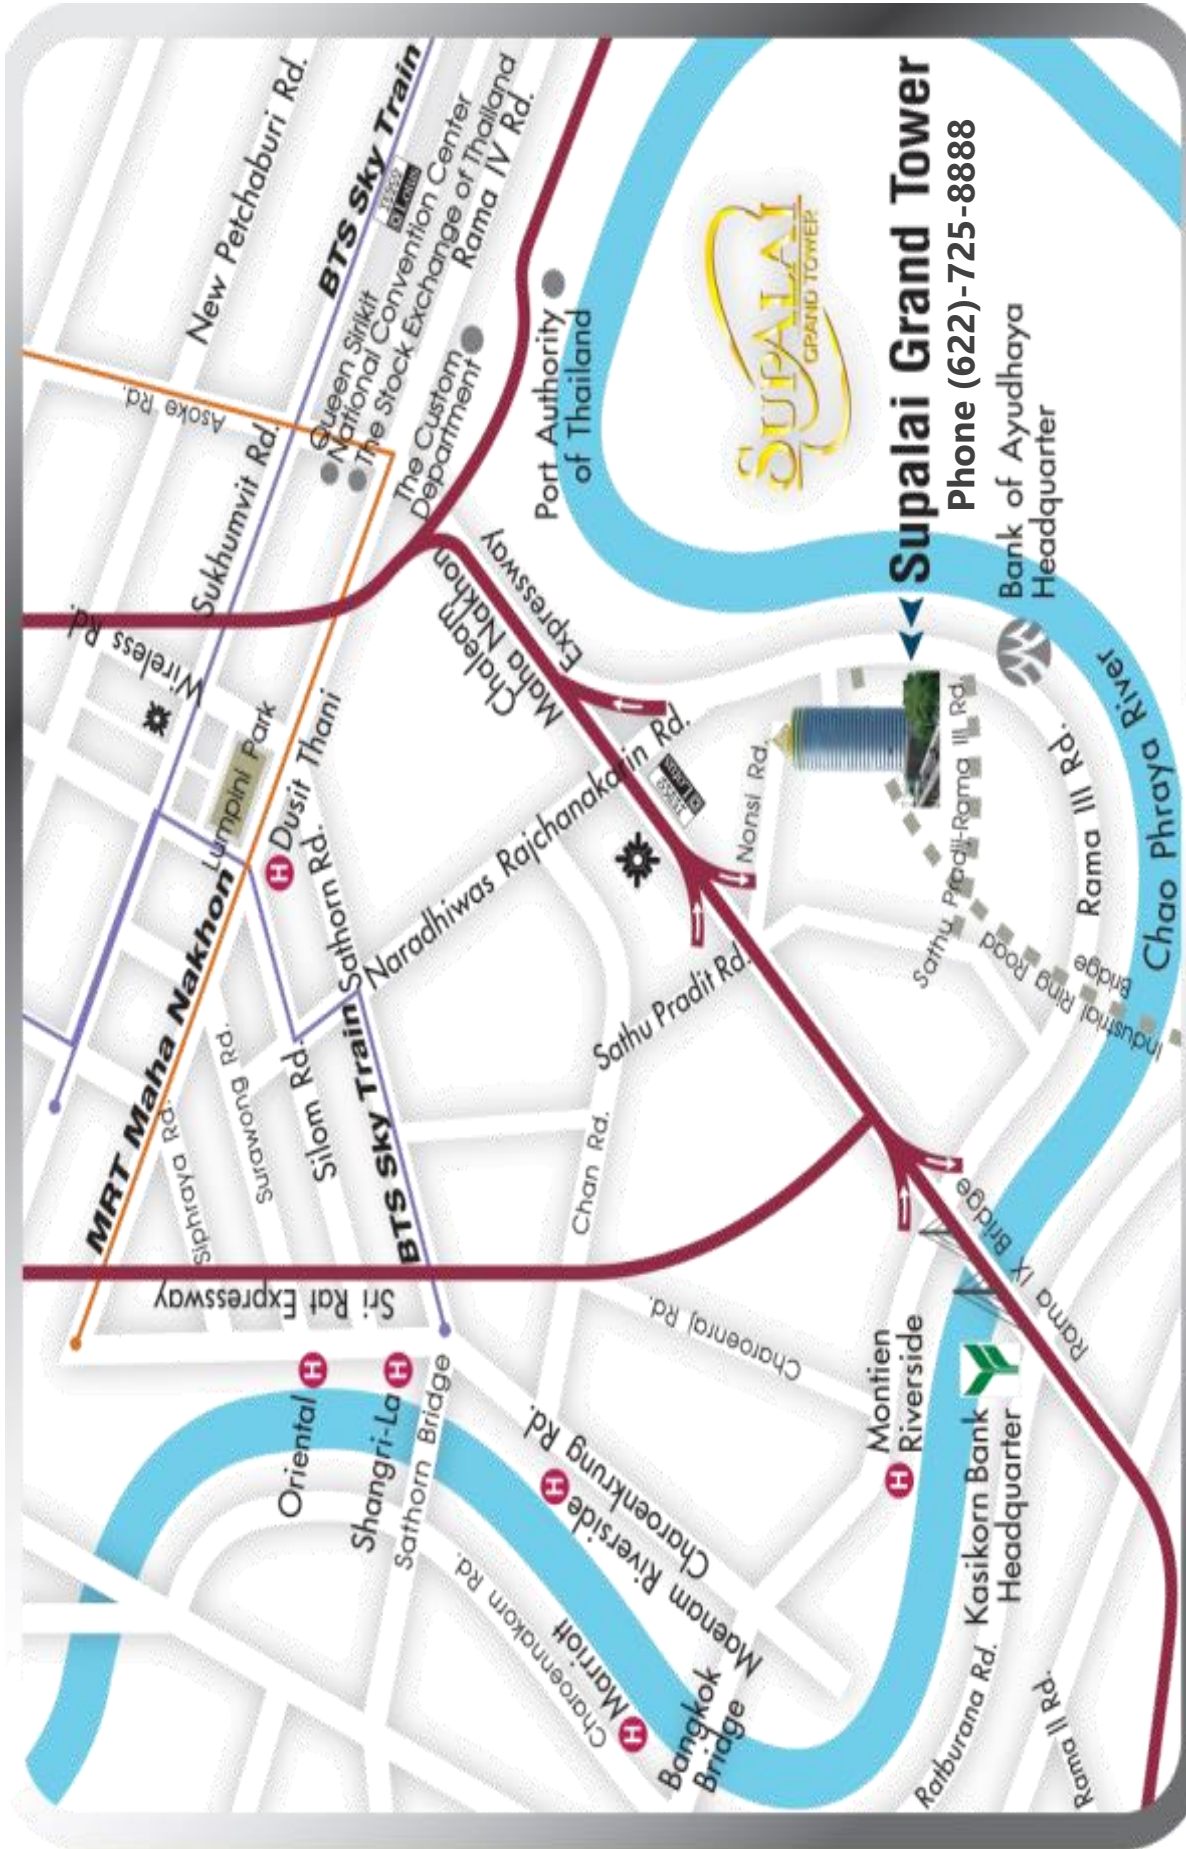 New Petchaburi Rd.
BTS Sky Train
Queen Sirikit
National Convention Center
The Stock Exchange of Thailand
Rama IV Rd.
Asoke Rd.
Sukhumvit Rd.
The Custom
Department
Port Authority
of Thailand
SUPALAI
GRAND TOWER
Supalai Grand Tower
Phone (622)-725-8888
Bank of Ayudhaya
Headquarter
Wireless Rd.
Lumpini Park
H Dusit Thani
Chaleam
Maha Nakhon
Expressway
MRT Maha Nakhon
Sathorn Rd.
Naradhiwas Rajchanakarin Rd.
Nonsi Rd.
Sathu Pradit-Rama III Rd.
Rama III Rd.
Chao Phraya River
Siphraya Rd.
Surawong Rd.
Silom Rd.
BTS Sky Train
Sathu Pradit Rd.
Chan Rd.
Industrial Ring Road
Bridge
Sri Rat Expressway
Charoenraj Rd.
Rama IX Bridge
Oriental H
Shangri-La H
Sathorn Bridge
Charoenkrung Rd.
H Maenam Riverside
H Montien
Riverside
Kasikorn Bank
Headquarter
Charoennakorn Rd.
H Marriott
Bangkok
Bridge
Ratburana Rd.
Rama II Rd.